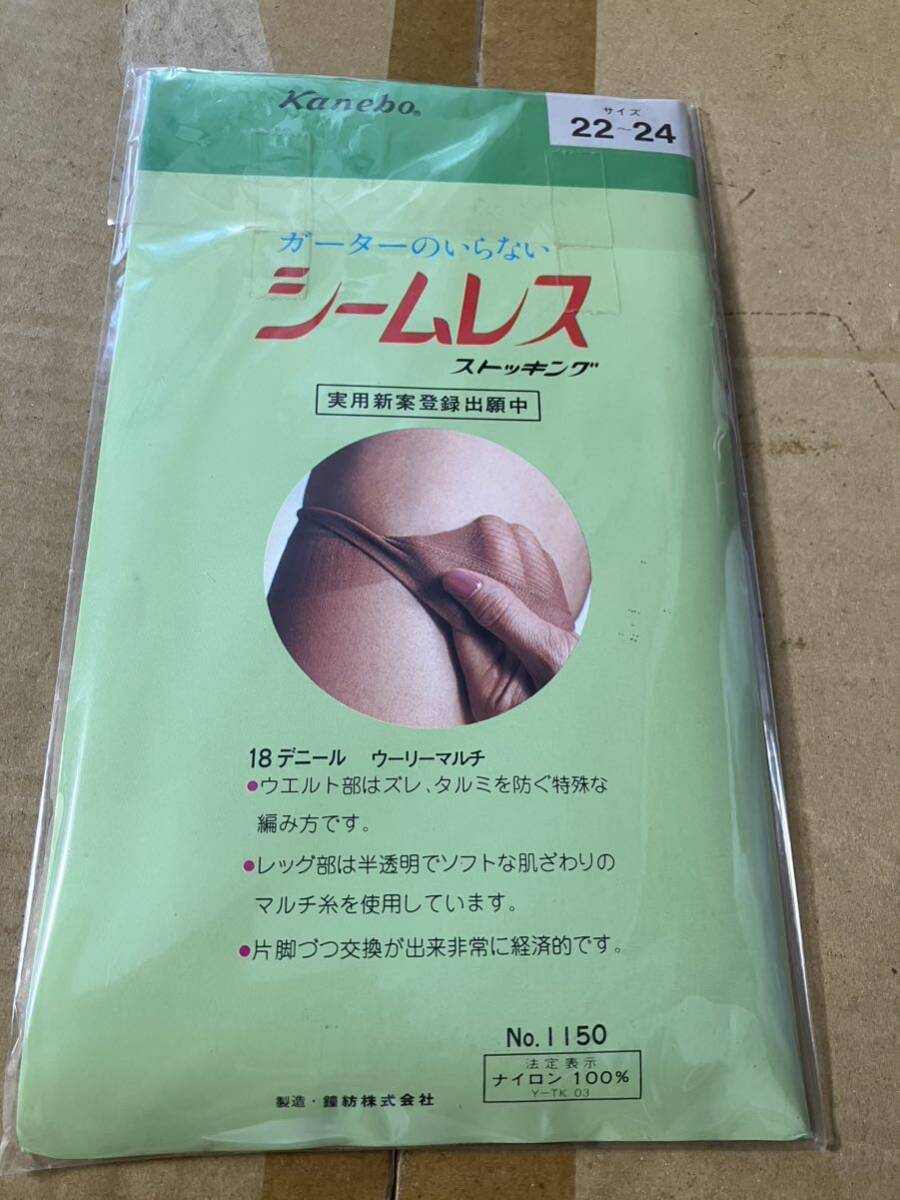 Kanebo®
サイズ
22～24
ガーターのいらない
シームレス
ストッキング
実用新案登録出願中
18デニール ウーリーマルチ
●ウエルト部はズレ、タルミを防ぐ特殊な
編み方です。
●レッグ部は半透明でソフトな肌ざわりの
マルチ糸を使用しています。
●片脚づつ交換が出来非常に経済的です。
No.1150
法定表示
ナイロン 100%
Y-TK 03
製造・鐘紡株式会社